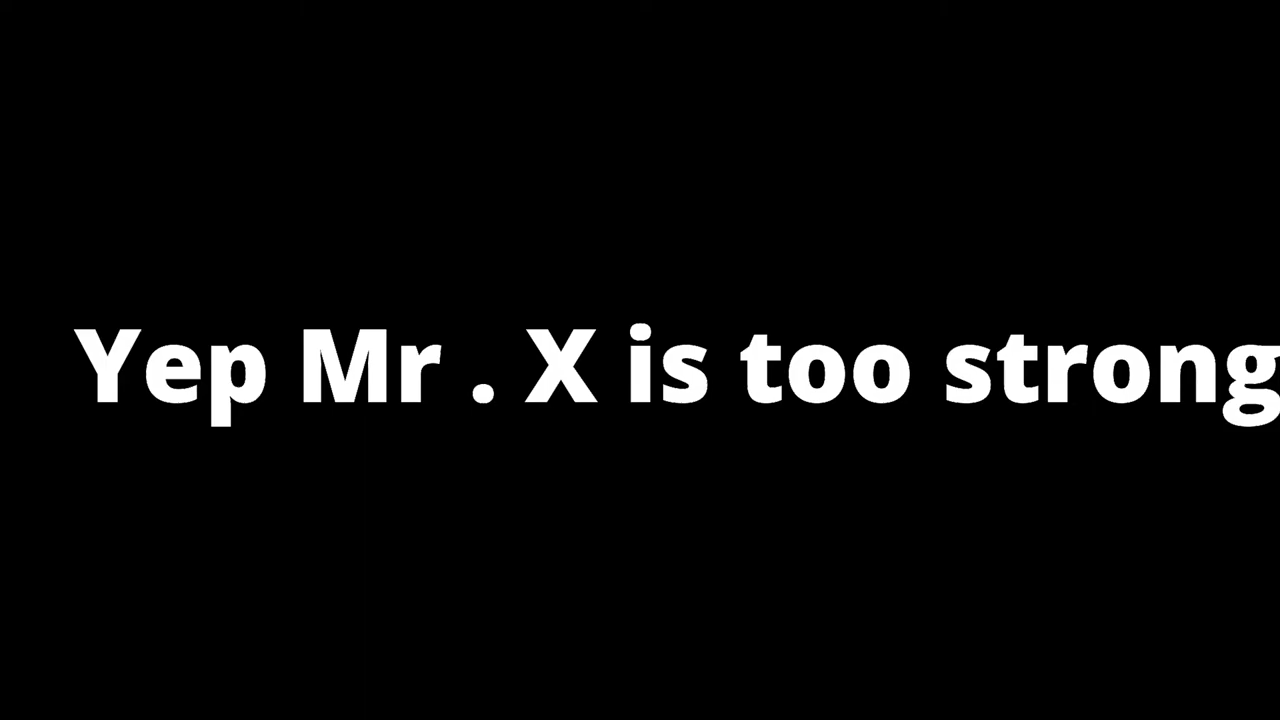 Yep Mr . X is too strong